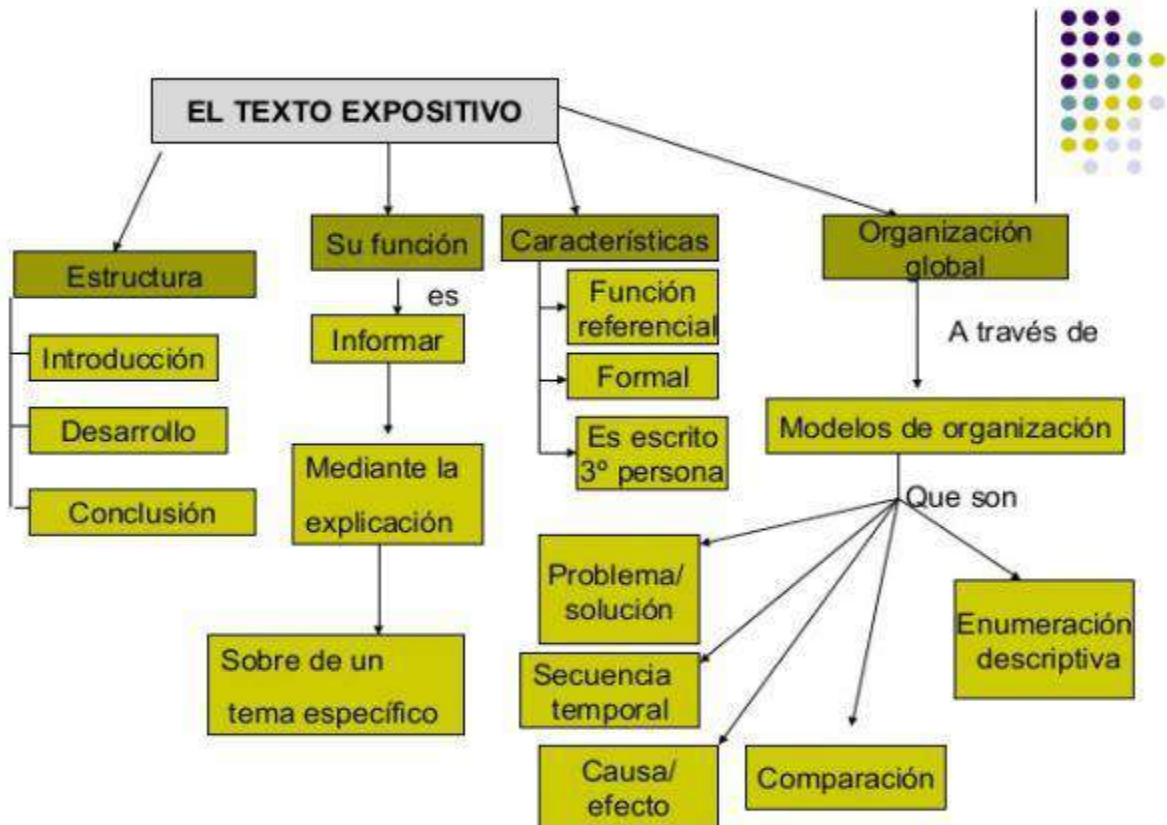 EL TEXTO EXPOSITIVO
Estructura
Introducción
Desarrollo
Conclusión
Su función
es
Informar
Mediante la
explicación
Sobre de un
tema específico
Características
Función
referencial
Formal
Es escrito
3º persona
Organización
global
A través de
Modelos de organización
Que son
Problema/
solución
Secuencia
temporal
Causa/
efecto
Comparación
Enumeración
descriptiva